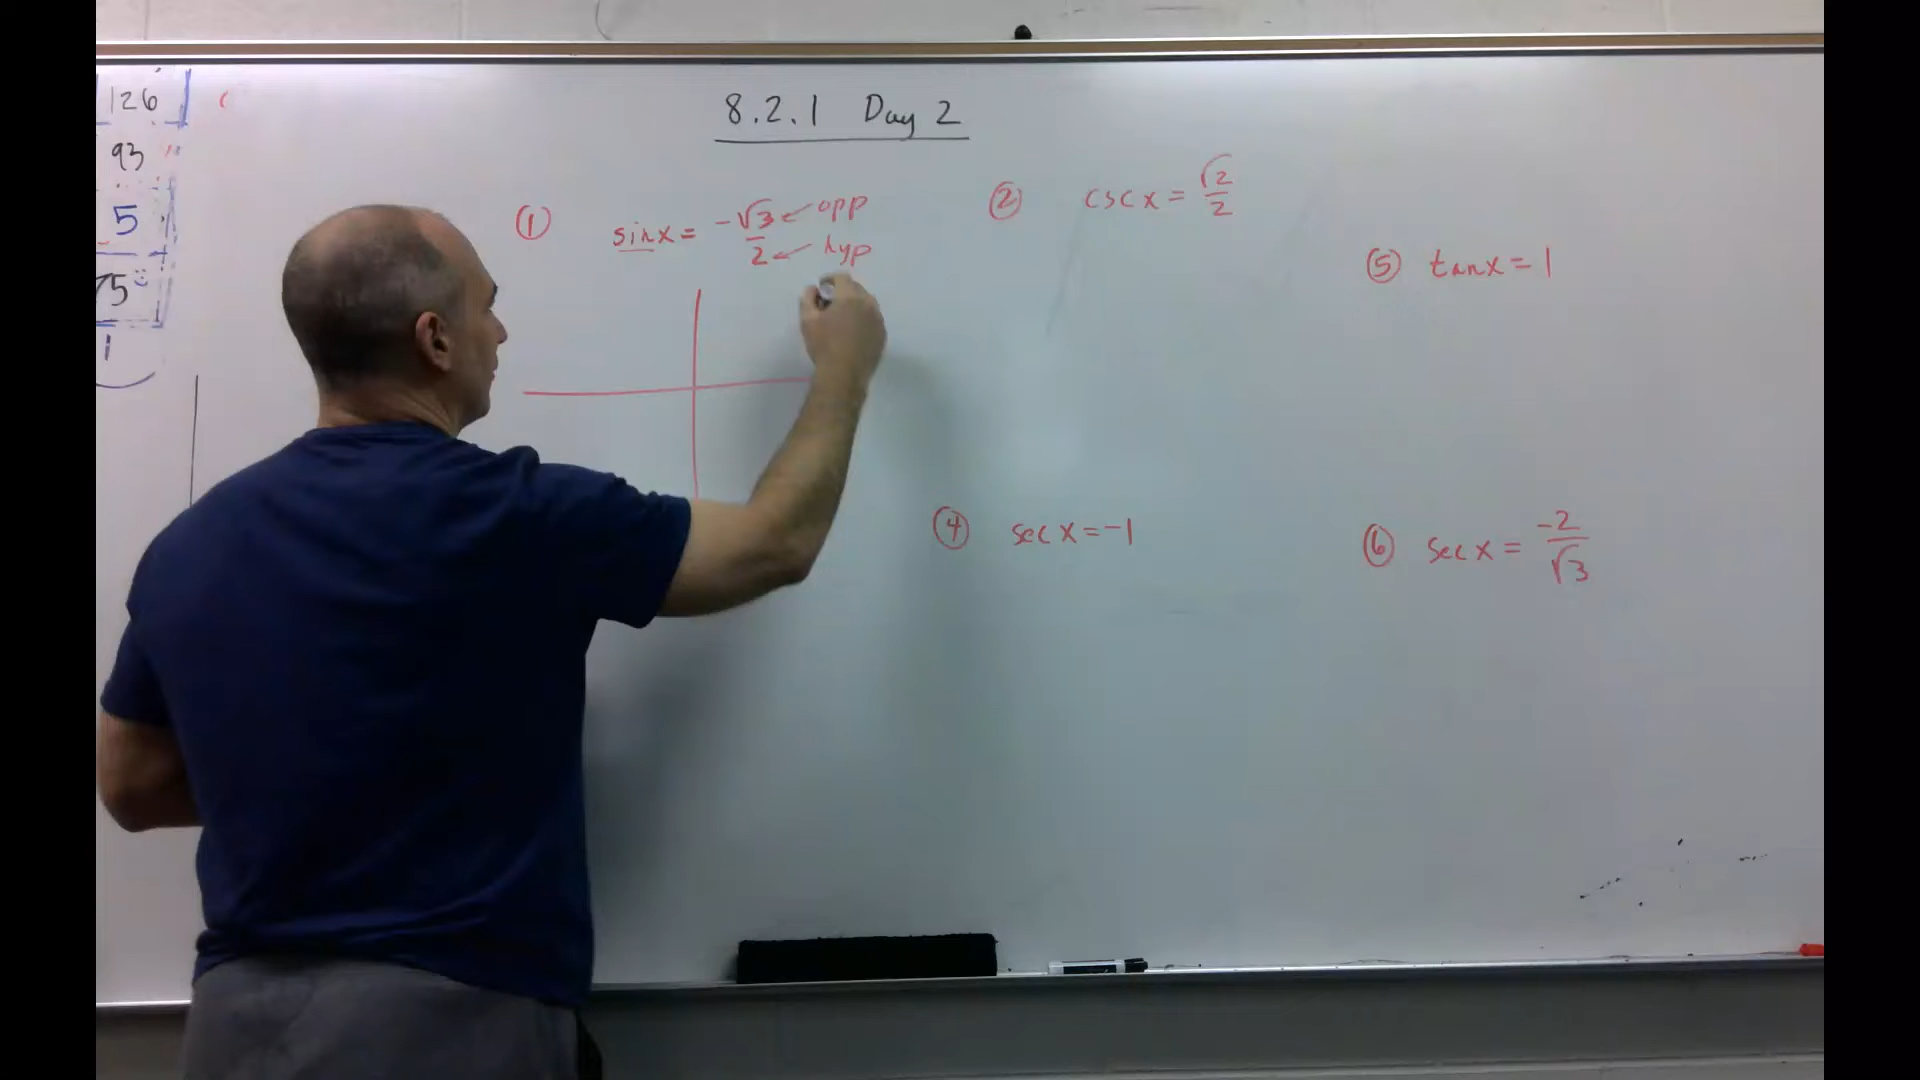 126
93
5
75
1
8.2.1 Day 2
① sin x = -√3/2 ← opp ← hyp
② csc x = √2/2
⑤ tan x = 1
④ sec x = -1
⑥ sec x = -2/√3